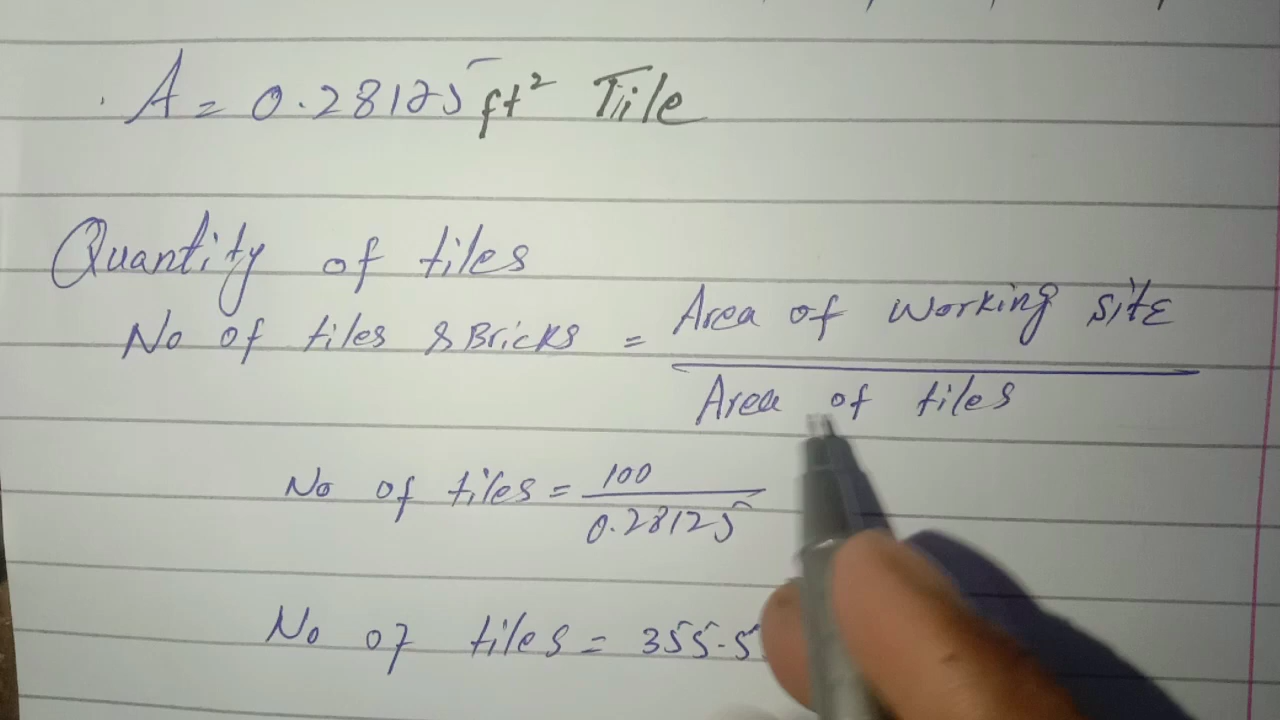 A = 0.28125 ft² Tile
Quantity of tiles
No of tiles & Bricks = Area of working site
Area of tiles
No of tiles = 100
0.28125
No of tiles = 355.5